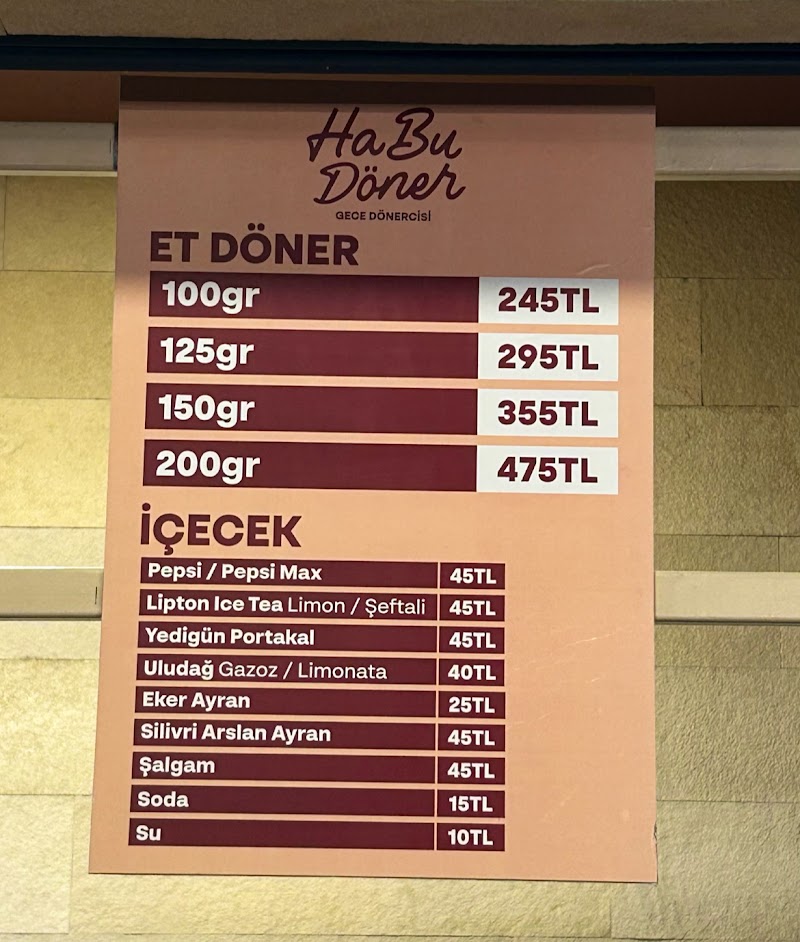 Ha Bu
Döner
GECE DÖNERCİSİ
ET DÖNER
100gr 245TL
125gr 295TL
150gr 355TL
200gr 475TL
İÇECEK
Pepsi / Pepsi Max 45TL
Lipton Ice Tea Limon / Şeftali 45TL
Yedigün Portakal 45TL
Uludağ Gazoz / Limonata 40TL
Eker Ayran 25TL
Silivri Arslan Ayran 45TL
Şalgam 45TL
Soda 15TL
Su 10TL